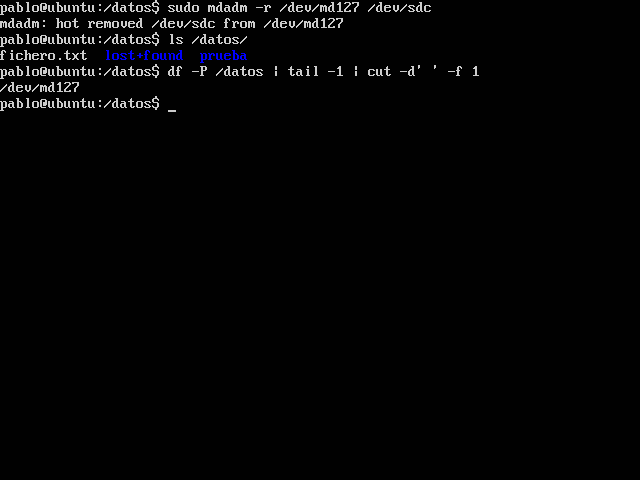 pablo@ubuntu:/datos$ sudo mdadm -r /dev/md127 /dev/sdc
mdadm: hot removed /dev/sdc from /dev/md127
pablo@ubuntu:/datos$ ls /datos/
fichero.txt  lost+found  prueba
pablo@ubuntu:/datos$ df -P /datos | tail -1 | cut -d' ' -f 1
/dev/md127
pablo@ubuntu:/datos$ _